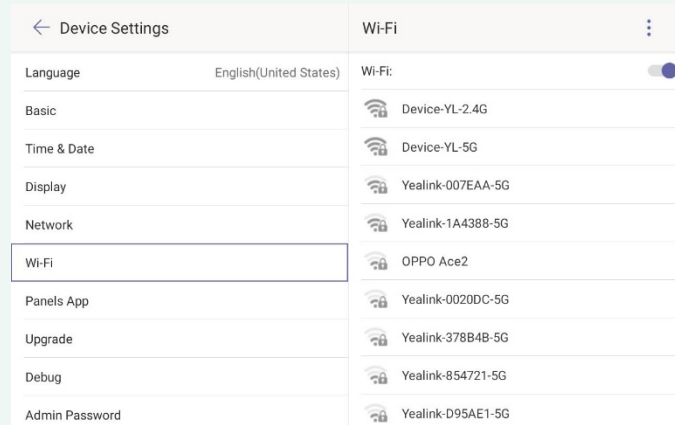 Device Settings
Language English(United States)
Basic
Time & Date
Display
Network
Wi-Fi
Panels App
Upgrade
Debug
Admin Password
Wi-Fi
Wi-Fi:
Device-YL-2.4G
Device-YL-5G
Yealink-007EAA-5G
Yealink-1A4388-5G
OPPO Ace2
Yealink-0020DC-5G
Yealink-378B4B-5G
Yealink-854721-5G
Yealink-D95AE1-5G